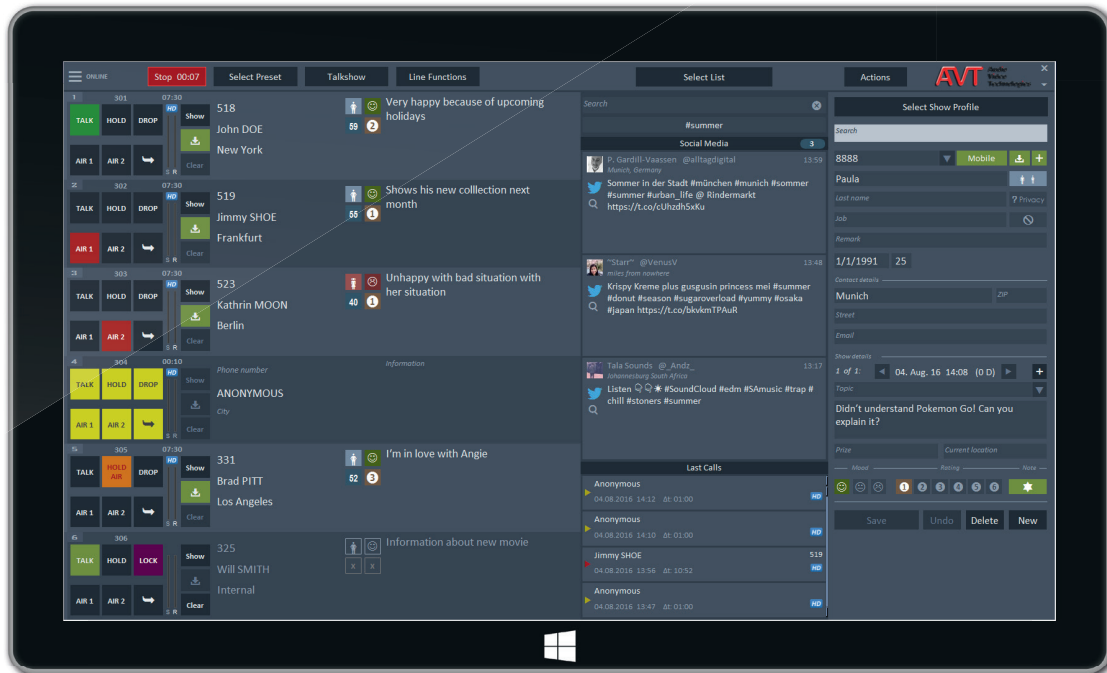 ONLINE
Stop 00:07
Select Preset
Talkshow
Line Functions
Select List
Actions
AVT
Audio
Video
Technologies
1 301 07:30
HD
TALK HOLD DROP
Show
AIR 1 AIR 2
S R
Clear
518
John DOE
New York
59 2
Very happy because of upcoming
holidays
2 302 07:30
HD
TALK HOLD DROP
Show
AIR 1 AIR 2
S R
Clear
519
Jimmy SHOE
Frankfurt
55 1
Shows his new colllection next
month
3 303 07:30
HD
TALK HOLD DROP
Show
AIR 1 AIR 2
S R
Clear
523
Kathrin MOON
Berlin
40 1
Unhappy with bad situation with
her situation
4 304 00:10
HD
TALK HOLD DROP
Show
AIR 1 AIR 2
S R
Clear
Phone number
ANONYMOUS
City
Information
5 305 07:30
HD
TALK HOLD AIR DROP
Show
AIR 1 AIR 2
S R
Clear
331
Brad PITT
Los Angeles
52 3
I'm in love with Angie
6 306
TALK HOLD LOCK
Show
AIR 1 AIR 2
S R
Clear
325
Will SMITH
Internal
x x
Information about new movie
Search
#summer
Social Media 3
P. Gardill-Vaassen @alltagdigital 13:59
Munich, Germany
Sommer in der Stadt #münchen #munich #sommer
#summer #urban_life @ Rindermarkt
https://t.co/cUhzdh5xKu
~Starr~ @VenusV 13:48
miles from nowhere
Krispy Kreme plus gusgusin princess mei #summer
#donut #season #sugaroverload #yummy #osaka
#japan https://t.co/bkvkmTPAuR
Tala Sounds @_Andz_ 13:17
Johannesburg South Africa
Listen #SoundCloud #edm #SAmusic #trap #
chill #stoners #summer
Last Calls
Anonymous
04.08.2016 14:12 Δt: 01:00 HD
Anonymous
04.08.2016 14:10 Δt: 01:00 HD
Jimmy SHOE 519
04.08.2016 13:56 Δt: 10:52 HD
Anonymous
04.08.2016 13:47 Δt: 01:00 HD
Select Show Profile
Search
8888 Mobile +
Paula
Last name ? Privacy
Job
Remark
1/1/1991 25
Contact details
Munich ZIP
Street
Email
Show details
1 of 1: 04. Aug. 16 14:08 (0 D) +
Topic
Didn't understand Pokemon Go! Can you
explain it?
Prize Current location
Mood Rating Note
1 2 3 4 5 6
Save Undo Delete New